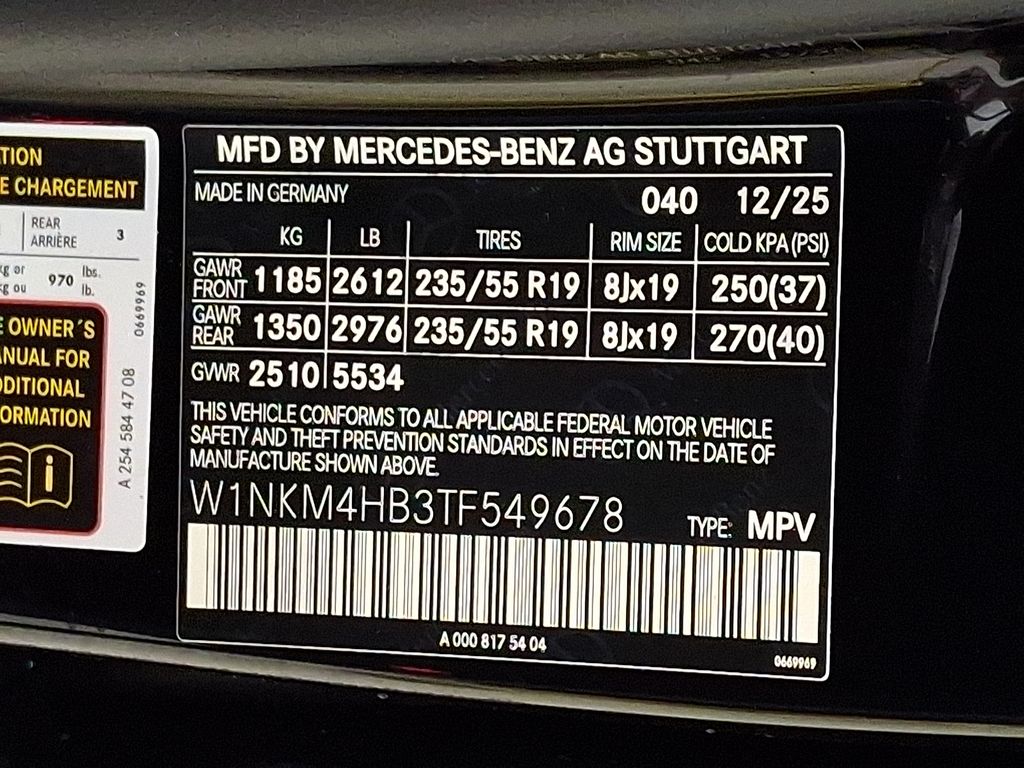 TION
E CHARGEMENT
REAR
ARRIÈRE 3
kg or
kg ou 970 lbs.
lb.
E OWNER´S
ANUAL FOR
DDITIONAL
FORMATION
i
A 254 584 47 08
0669969
MFD BY MERCEDES-BENZ AG STUTTGART
MADE IN GERMANY 040 12/25
KG LB TIRES RIM SIZE COLD KPA (PSI)
GAWR
FRONT 1185 2612 235/55 R19 8Jx19 250(37)
GAWR
REAR 1350 2976 235/55 R19 8Jx19 270(40)
GVWR 2510 5534
THIS VEHICLE CONFORMS TO ALL APPLICABLE FEDERAL MOTOR VEHICLE
SAFETY AND THEFT PREVENTION STANDARDS IN EFFECT ON THE DATE OF
MANUFACTURE SHOWN ABOVE.
W1NKM4HB3TF549678 TYPE: MPV
A 000 817 54 04
0669969